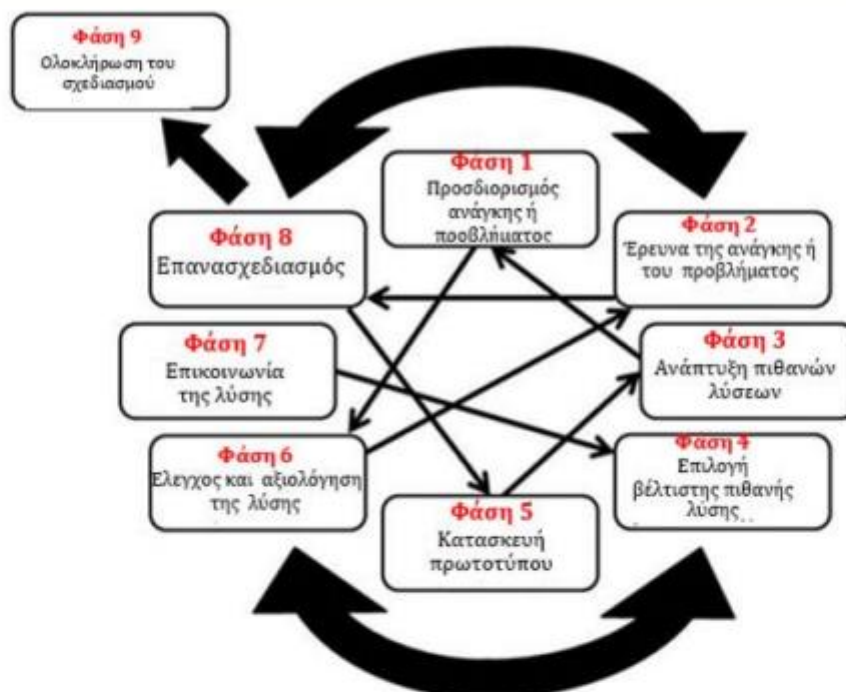 Φάση 9
Ολοκλήρωση του
σχεδιασμού
Φάση 1
Προσδιορισμός
ανάγκης ή
προβλήματος
Φάση 2
Έρευνα της ανάγκης ή
του προβλήματος
Φάση 3
Ανάπτυξη πιθανών
λύσεων
Φάση 4
Επιλογή
βέλτιστης πιθανής
λύσης
Φάση 5
Κατασκευή
πρωτοτύπου
Φάση 6
Έλεγχος και αξιολόγηση
της λύσης
Φάση 7
Επικοινωνία
της λύσης
Φάση 8
Επανασχεδιασμός